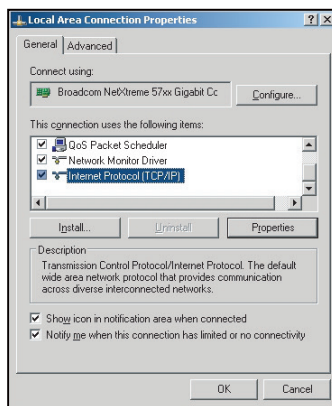 Local Area Connection Properties
General Advanced
Connect using:
Broadcom NetXtreme 57xx Gigabit Cc
Configure...
This connection uses the following items:
QoS Packet Scheduler
Network Monitor Driver
Internet Protocol (TCP/IP)
Install... Uninstall Properties
Description
Transmission Control Protocol/Internet Protocol. The default
wide area network protocol that provides communication
across diverse interconnected networks.
Show icon in notification area when connected
Notify me when this connection has limited or no connectivity
OK Cancel